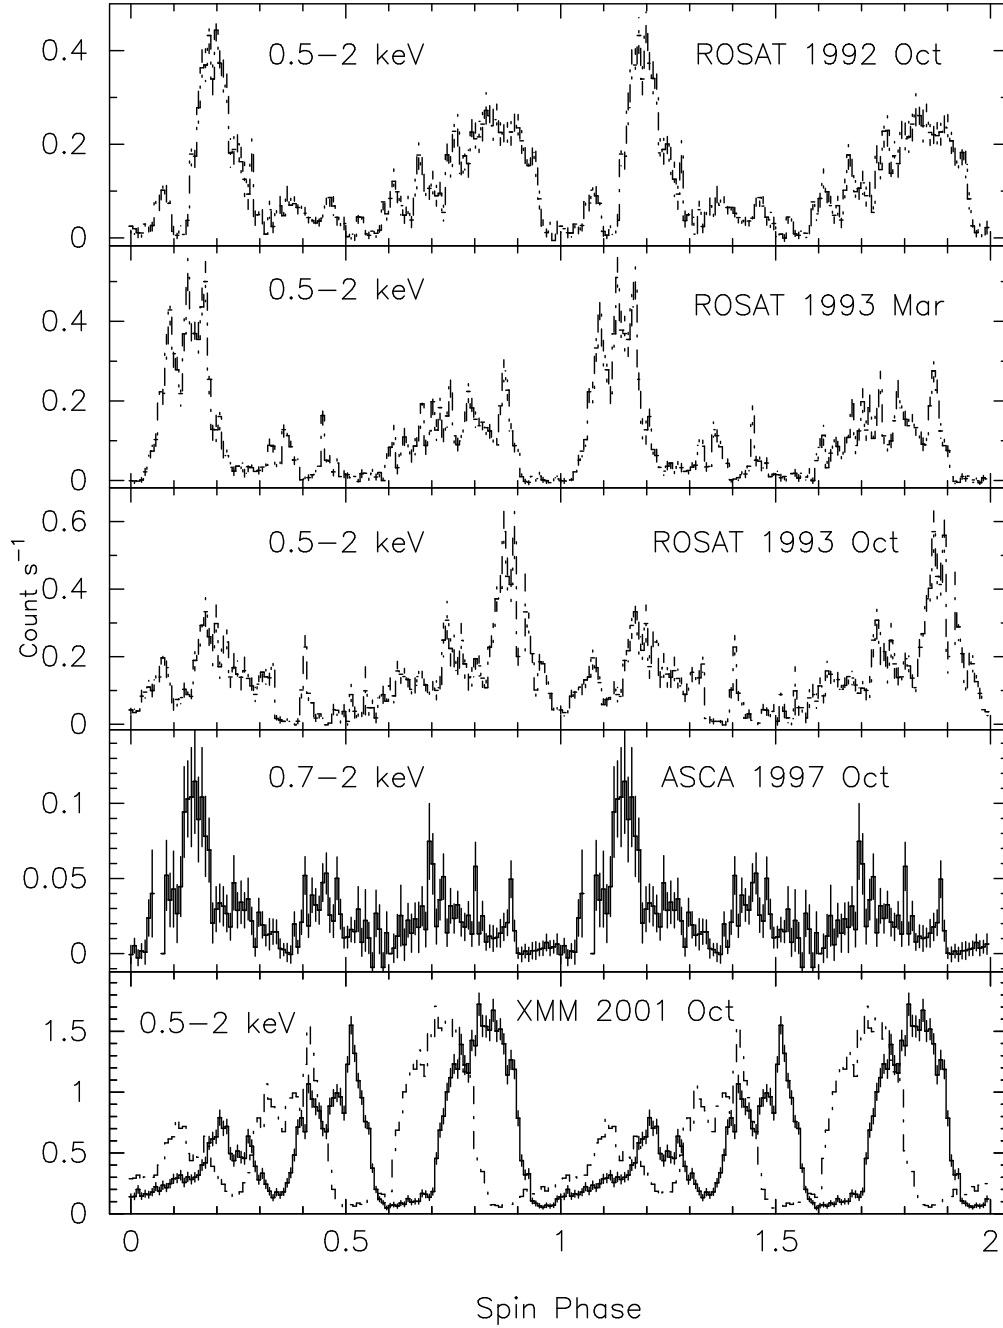 0.5−2 keV ROSAT 1992 Oct
0.4
0.2
0
0.5−2 keV ROSAT 1993 Mar
0.4
0.2
0
0.5−2 keV ROSAT 1993 Oct
0.6
0.4
0.2
0
Count s⁻¹
0.7−2 keV ASCA 1997 Oct
0.1
0.05
0
0.5−2 keV XMM 2001 Oct
1.5
1
0.5
0
0 0.5 1 1.5 2
Spin Phase